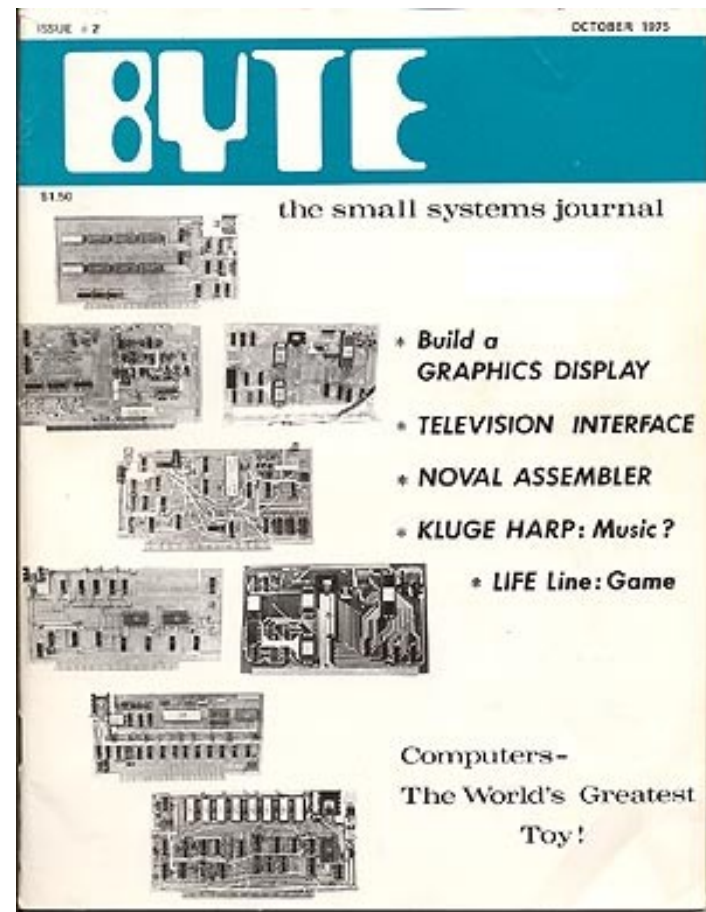 ISSUE #2
OCTOBER 1975
BYTE
$1.50
the small systems journal
* Build a
GRAPHICS DISPLAY
* TELEVISION INTERFACE
* NOVAL ASSEMBLER
* KLUGE HARP: Music?
* LIFE Line: Game
Computers-
The World's Greatest
Toy!